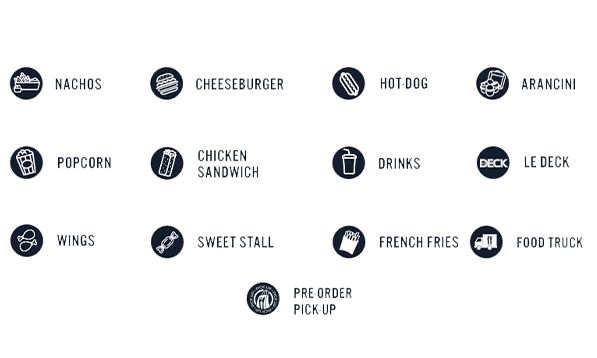 NACHOS
CHEESEBURGER
HOT-DOG
ARANCINI
POPCORN
CHICKEN
SANDWICH
DRINKS
DECK
LE DECK
WINGS
SWEET STALL
FRENCH FRIES
FOOD TRUCK
PRE-ORDER
PICK-UP